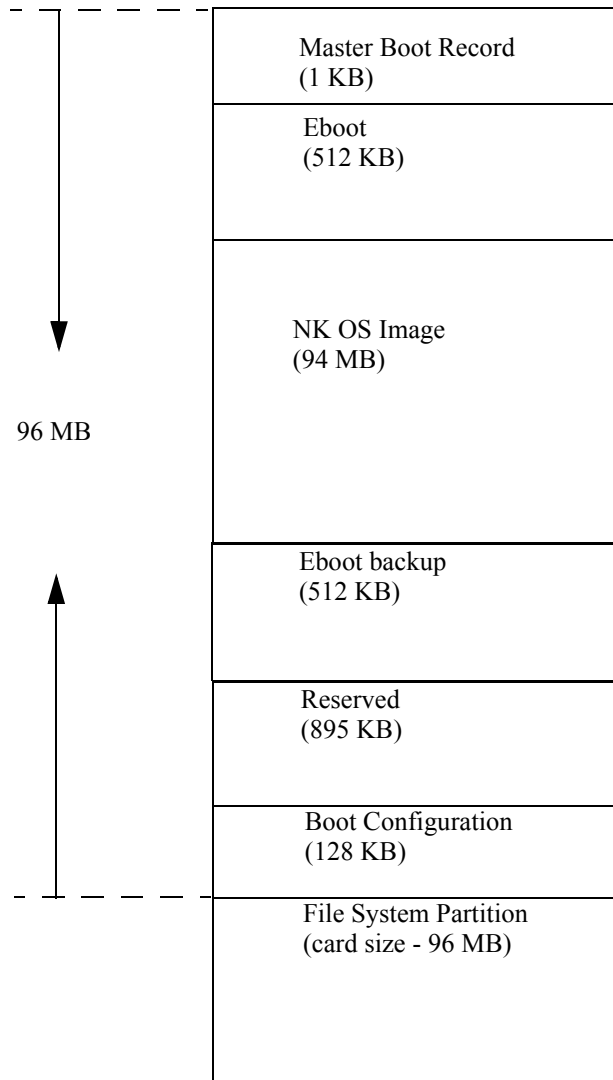 Master Boot Record
(1 KB)
Eboot
(512 KB)
NK OS Image
(94 MB)
96 MB
Eboot backup
(512 KB)
Reserved
(895 KB)
Boot Configuration
(128 KB)
File System Partition
(card size - 96 MB)